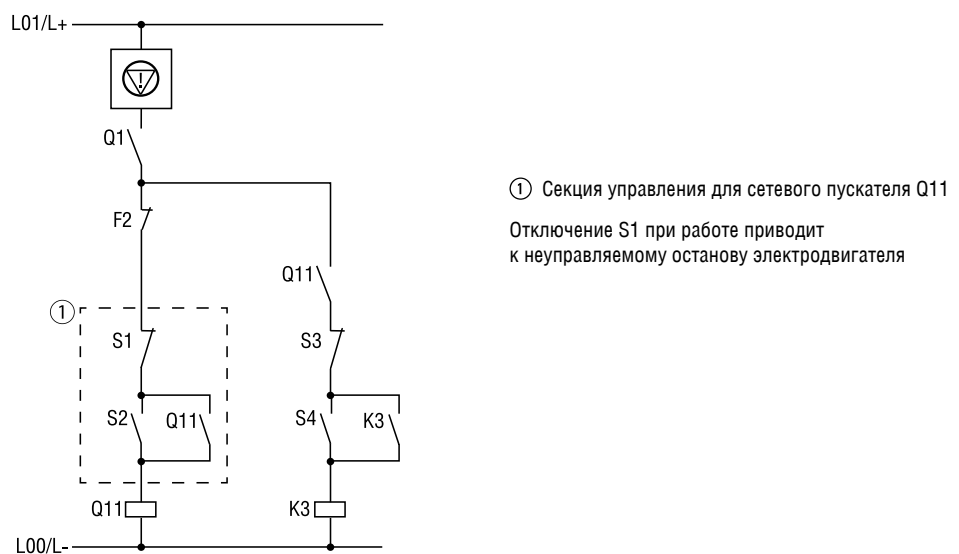 L01/L+
Q1
F2
Q11
1
S1
S3
S2
Q11
S4
K3
Q11
K3
L00/L-
1 Секция управления для сетевого пускателя Q11
Отключение S1 при работе приводит
к неуправляемому останову электродвигателя